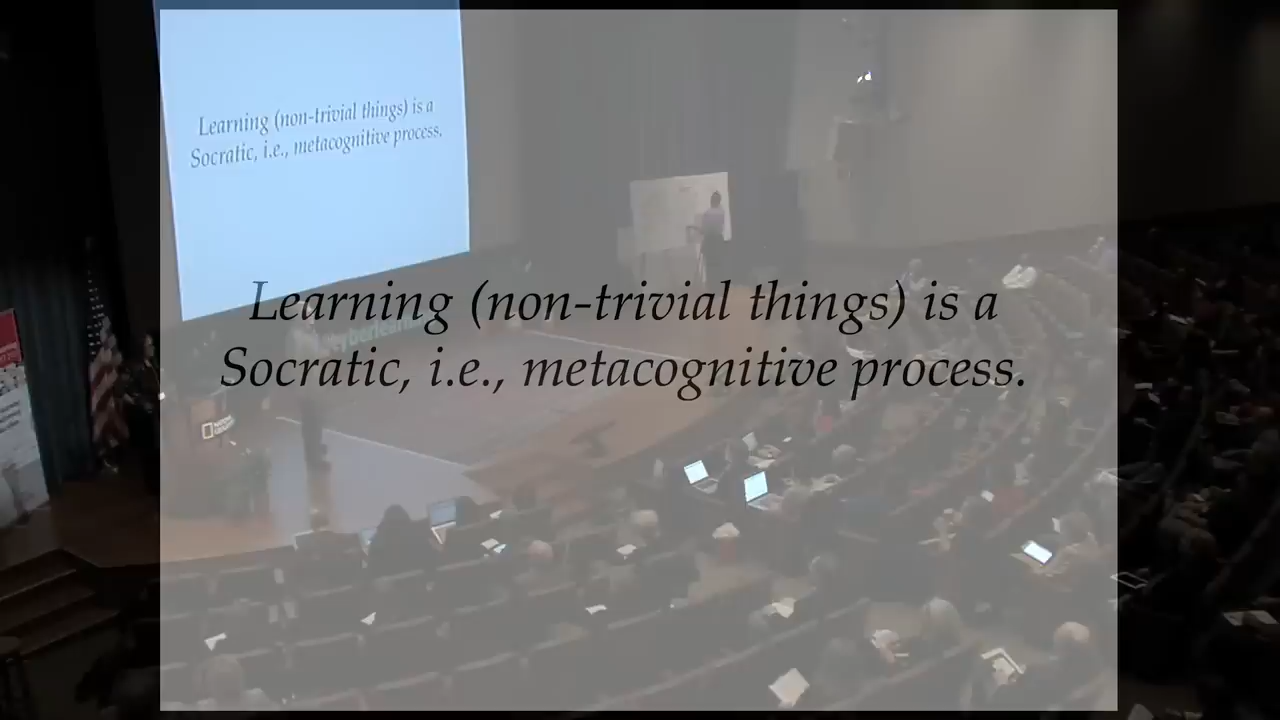 Learning (non-trivial things) is a
Socratic, i.e., metacognitive process.
Learning (non-trivial things) is a
Socratic, i.e., metacognitive process.